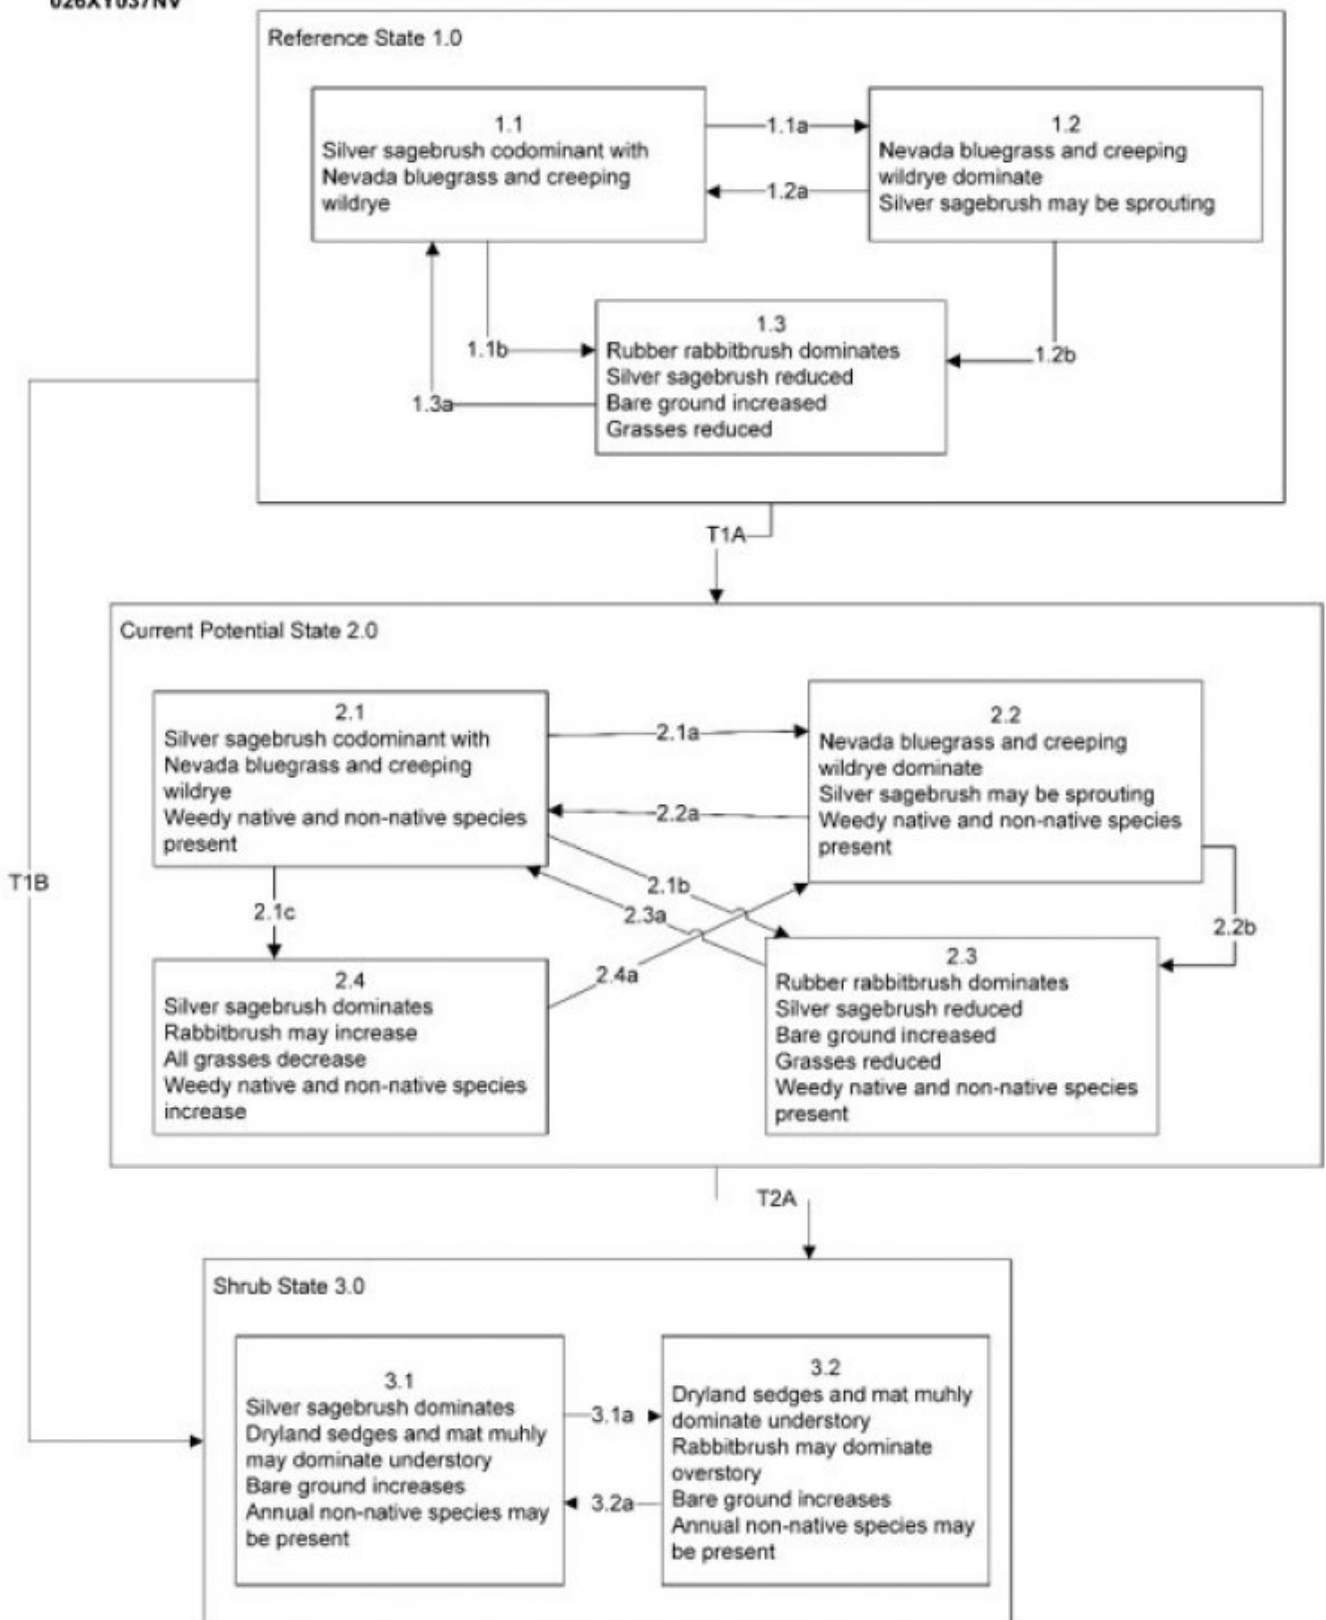 026XY037NV
Reference State 1.0
1.1
Silver sagebrush codominant with
Nevada bluegrass and creeping
wildrye
1.1a
1.2a
1.2
Nevada bluegrass and creeping
wildrye dominate
Silver sagebrush may be sprouting
1.1b
1.3a
1.3
Rubber rabbitbrush dominates
Silver sagebrush reduced
Bare ground increased
Grasses reduced
1.2b
T1A
T1B
Current Potential State 2.0
2.1
Silver sagebrush codominant with
Nevada bluegrass and creeping
wildrye
Weedy native and non-native species
present
2.1a
2.2a
2.2
Nevada bluegrass and creeping
wildrye dominate
Silver sagebrush may be sprouting
Weedy native and non-native species
present
2.1b
2.3a
2.1c
2.4a
2.2b
2.4
Silver sagebrush dominates
Rabbitbrush may increase
All grasses decrease
Weedy native and non-native species
increase
2.3
Rubber rabbitbrush dominates
Silver sagebrush reduced
Bare ground increased
Grasses reduced
Weedy native and non-native species
present
T2A
Shrub State 3.0
3.1
Silver sagebrush dominates
Dryland sedges and mat muhly
may dominate understory
Bare ground increases
Annual non-native species may
be present
3.1a
3.2a
3.2
Dryland sedges and mat muhly
dominate understory
Rabbitbrush may dominate
overstory
Bare ground increases
Annual non-native species may
be present